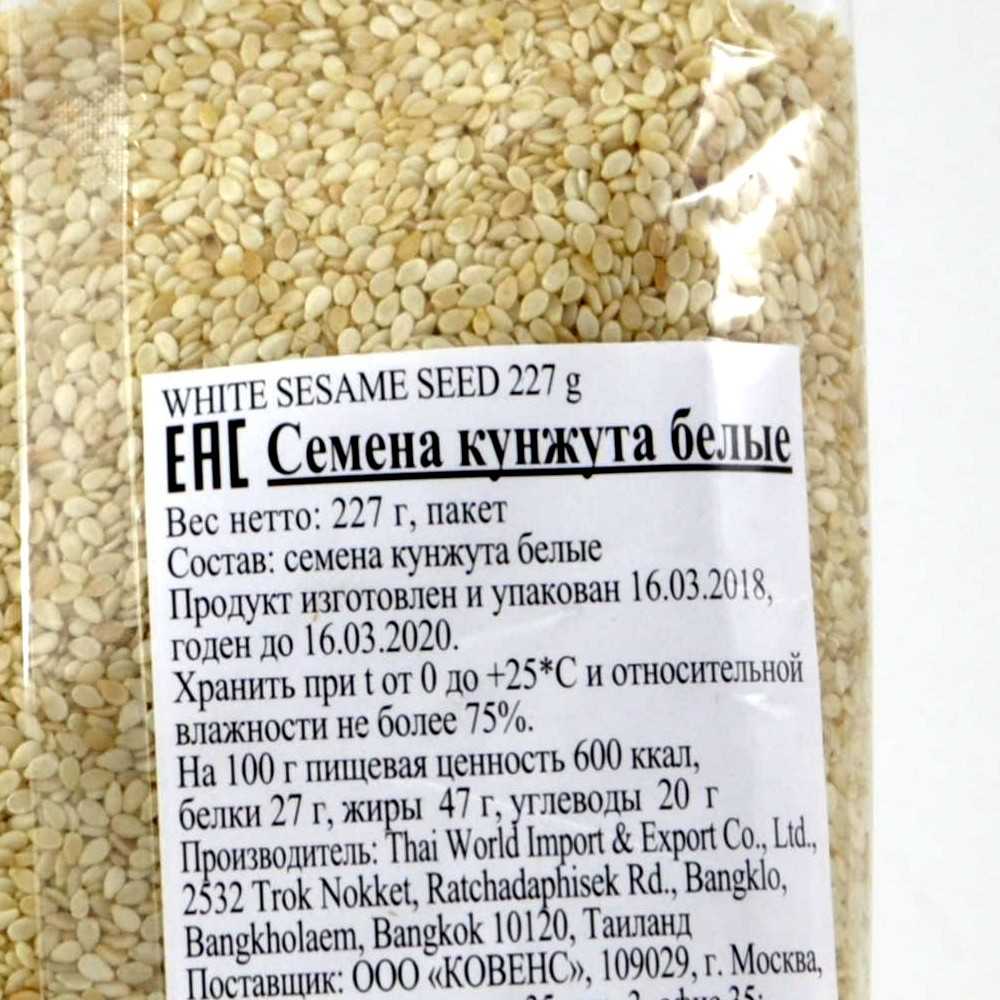 WHITE SESAME SEED 227 g
EAC Семена кунжута белые
Вес нетто: 227 г, пакет
Состав: семена кунжута белые
Продукт изготовлен и упакован 16.03.2018,
годен до 16.03.2020.
Хранить при t от 0 до +25*С и относительной
влажности не более 75%.
На 100 г пищевая ценность 600 ккал,
белки 27 г, жиры 47 г, углеводы 20 г
Производитель: Thai World Import & Export Co., Ltd.,
2532 Trok Nokket, Ratchadaphisek Rd., Bangklo,
Bangkholaem, Bangkok 10120, Таиланд
Поставщик: ООО «КОВЕНС», 109029, г. Москва,